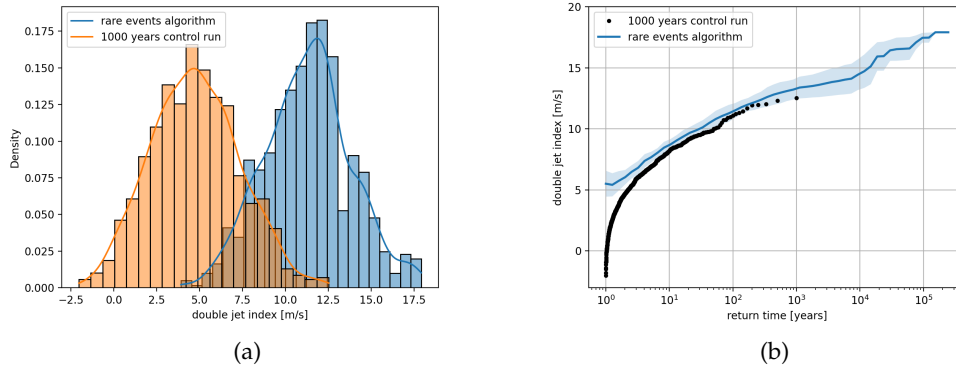 rare events algorithm
1000 years control run
Density
0.175
0.150
0.125
0.100
0.075
0.050
0.025
0.000
−2.5 0.0 2.5 5.0 7.5 10.0 12.5 15.0 17.5
double jet index [m/s]
(a)
1000 years control run
rare events algorithm
double jet index [m/s]
20
15
10
5
0
10⁰ 10¹ 10² 10³ 10⁴ 10⁵
return time [years]
(b)